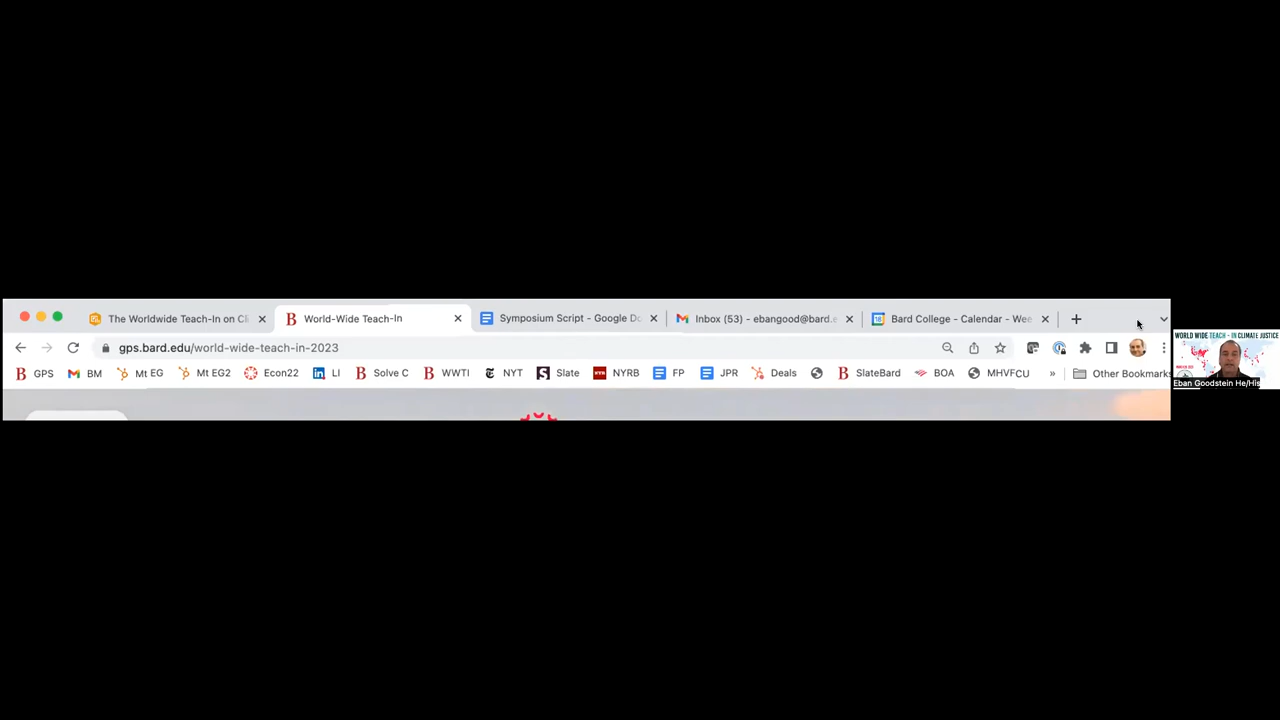 The Worldwide Teach-In on Cli
World-Wide Teach-In
Symposium Script - Google Do
Inbox (53) - ebangood@bard.e
Bard College - Calendar - Wee
gps.bard.edu/world-wide-teach-in-2023
GPS BM Mt EG Mt EG2 Econ22 LI Solve C WWTI NYT Slate NYRB FP JPR Deals SlateBard BOA MHVFCU » Other Bookmarks
WORLD WIDE TEACH-IN CLIMATE JUSTICE
Eban Goodstein He/His